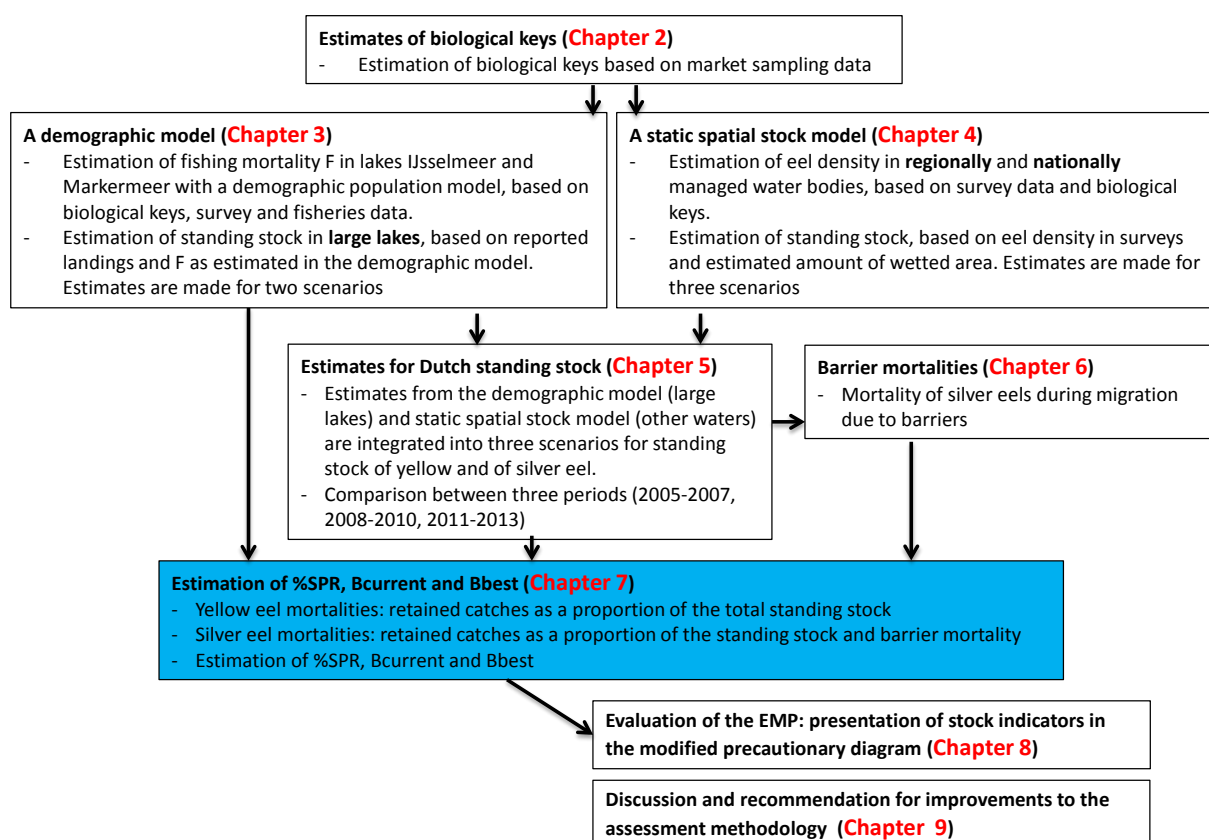 Estimates of biological keys (Chapter 2)
- Estimation of biological keys based on market sampling data
A demographic model (Chapter 3)
- Estimation of fishing mortality F in lakes IJsselmeer and
Markermeer with a demographic population model, based on
biological keys, survey and fisheries data.
- Estimation of standing stock in large lakes, based on reported
landings and F as estimated in the demographic model.
Estimates are made for two scenarios
A static spatial stock model (Chapter 4)
- Estimation of eel density in regionally and nationally
managed water bodies, based on survey data and biological
keys.
- Estimation of standing stock, based on eel density in surveys
and estimated amount of wetted area. Estimates are made for
three scenarios
Estimates for Dutch standing stock (Chapter 5)
- Estimates from the demographic model (large
lakes) and static spatial stock model (other waters)
are integrated into three scenarios for standing
stock of yellow and of silver eel.
- Comparison between three periods (2005-2007,
2008-2010, 2011-2013)
Barrier mortalities (Chapter 6)
- Mortality of silver eels during migration
due to barriers
Estimation of %SPR, Bcurrent and Bbest (Chapter 7)
- Yellow eel mortalities: retained catches as a proportion of the total standing stock
- Silver eel mortalities: retained catches as a proportion of the standing stock and barrier mortality
- Estimation of %SPR, Bcurrent and Bbest
Evaluation of the EMP: presentation of stock indicators in
the modified precautionary diagram (Chapter 8)
Discussion and recommendation for improvements to the
assessment methodology (Chapter 9)